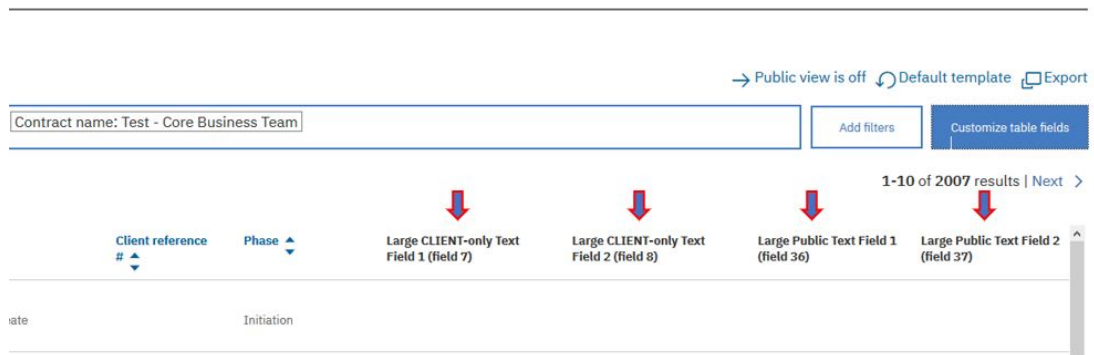 Public view is off Default template Export
Contract name: Test - Core Business Team Add filters Customize table fields
1-10 of 2007 results | Next >
Client reference Phase Large CLIENT-only Text Large CLIENT-only Text Large Public Text Field 1 Large Public Text Field 2
# Field 1 (field 7) Field 2 (field 8) (field 36) (field 37)
eate Initiation